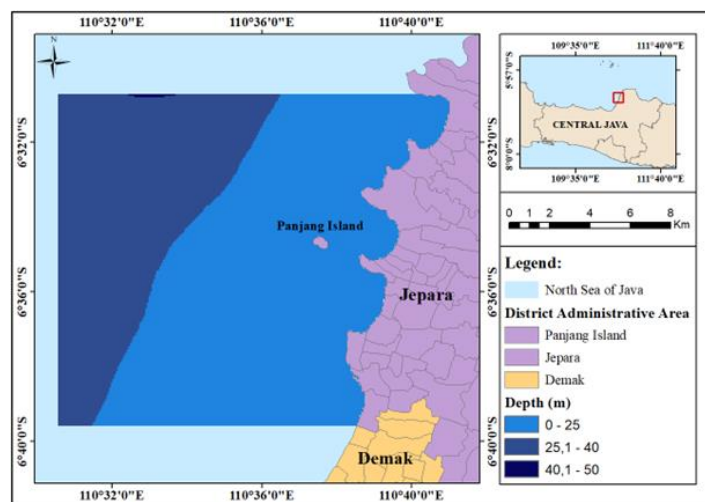 110°32'0"E 110°36'0"E 110°40'0"E
N
6°32'0"S
6°36'0"S
6°40'0"S
Panjang Island
Jepara
Demak
6°32'0"S
6°36'0"S
6°40'0"S
110°32'0"E 110°36'0"E 110°40'0"E
109°35'0"E 111°40'0"E
5°57'0"S
8°0'0"S
CENTRAL JAVA
5°57'0"S
8°0'0"S
109°35'0"E 111°40'0"E
0 1 2 4 6 8
Km
Legend:
North Sea of Java
District Administrative Area
Panjang Island
Jepara
Demak
Depth (m)
0 - 25
25,1 - 40
40,1 - 50